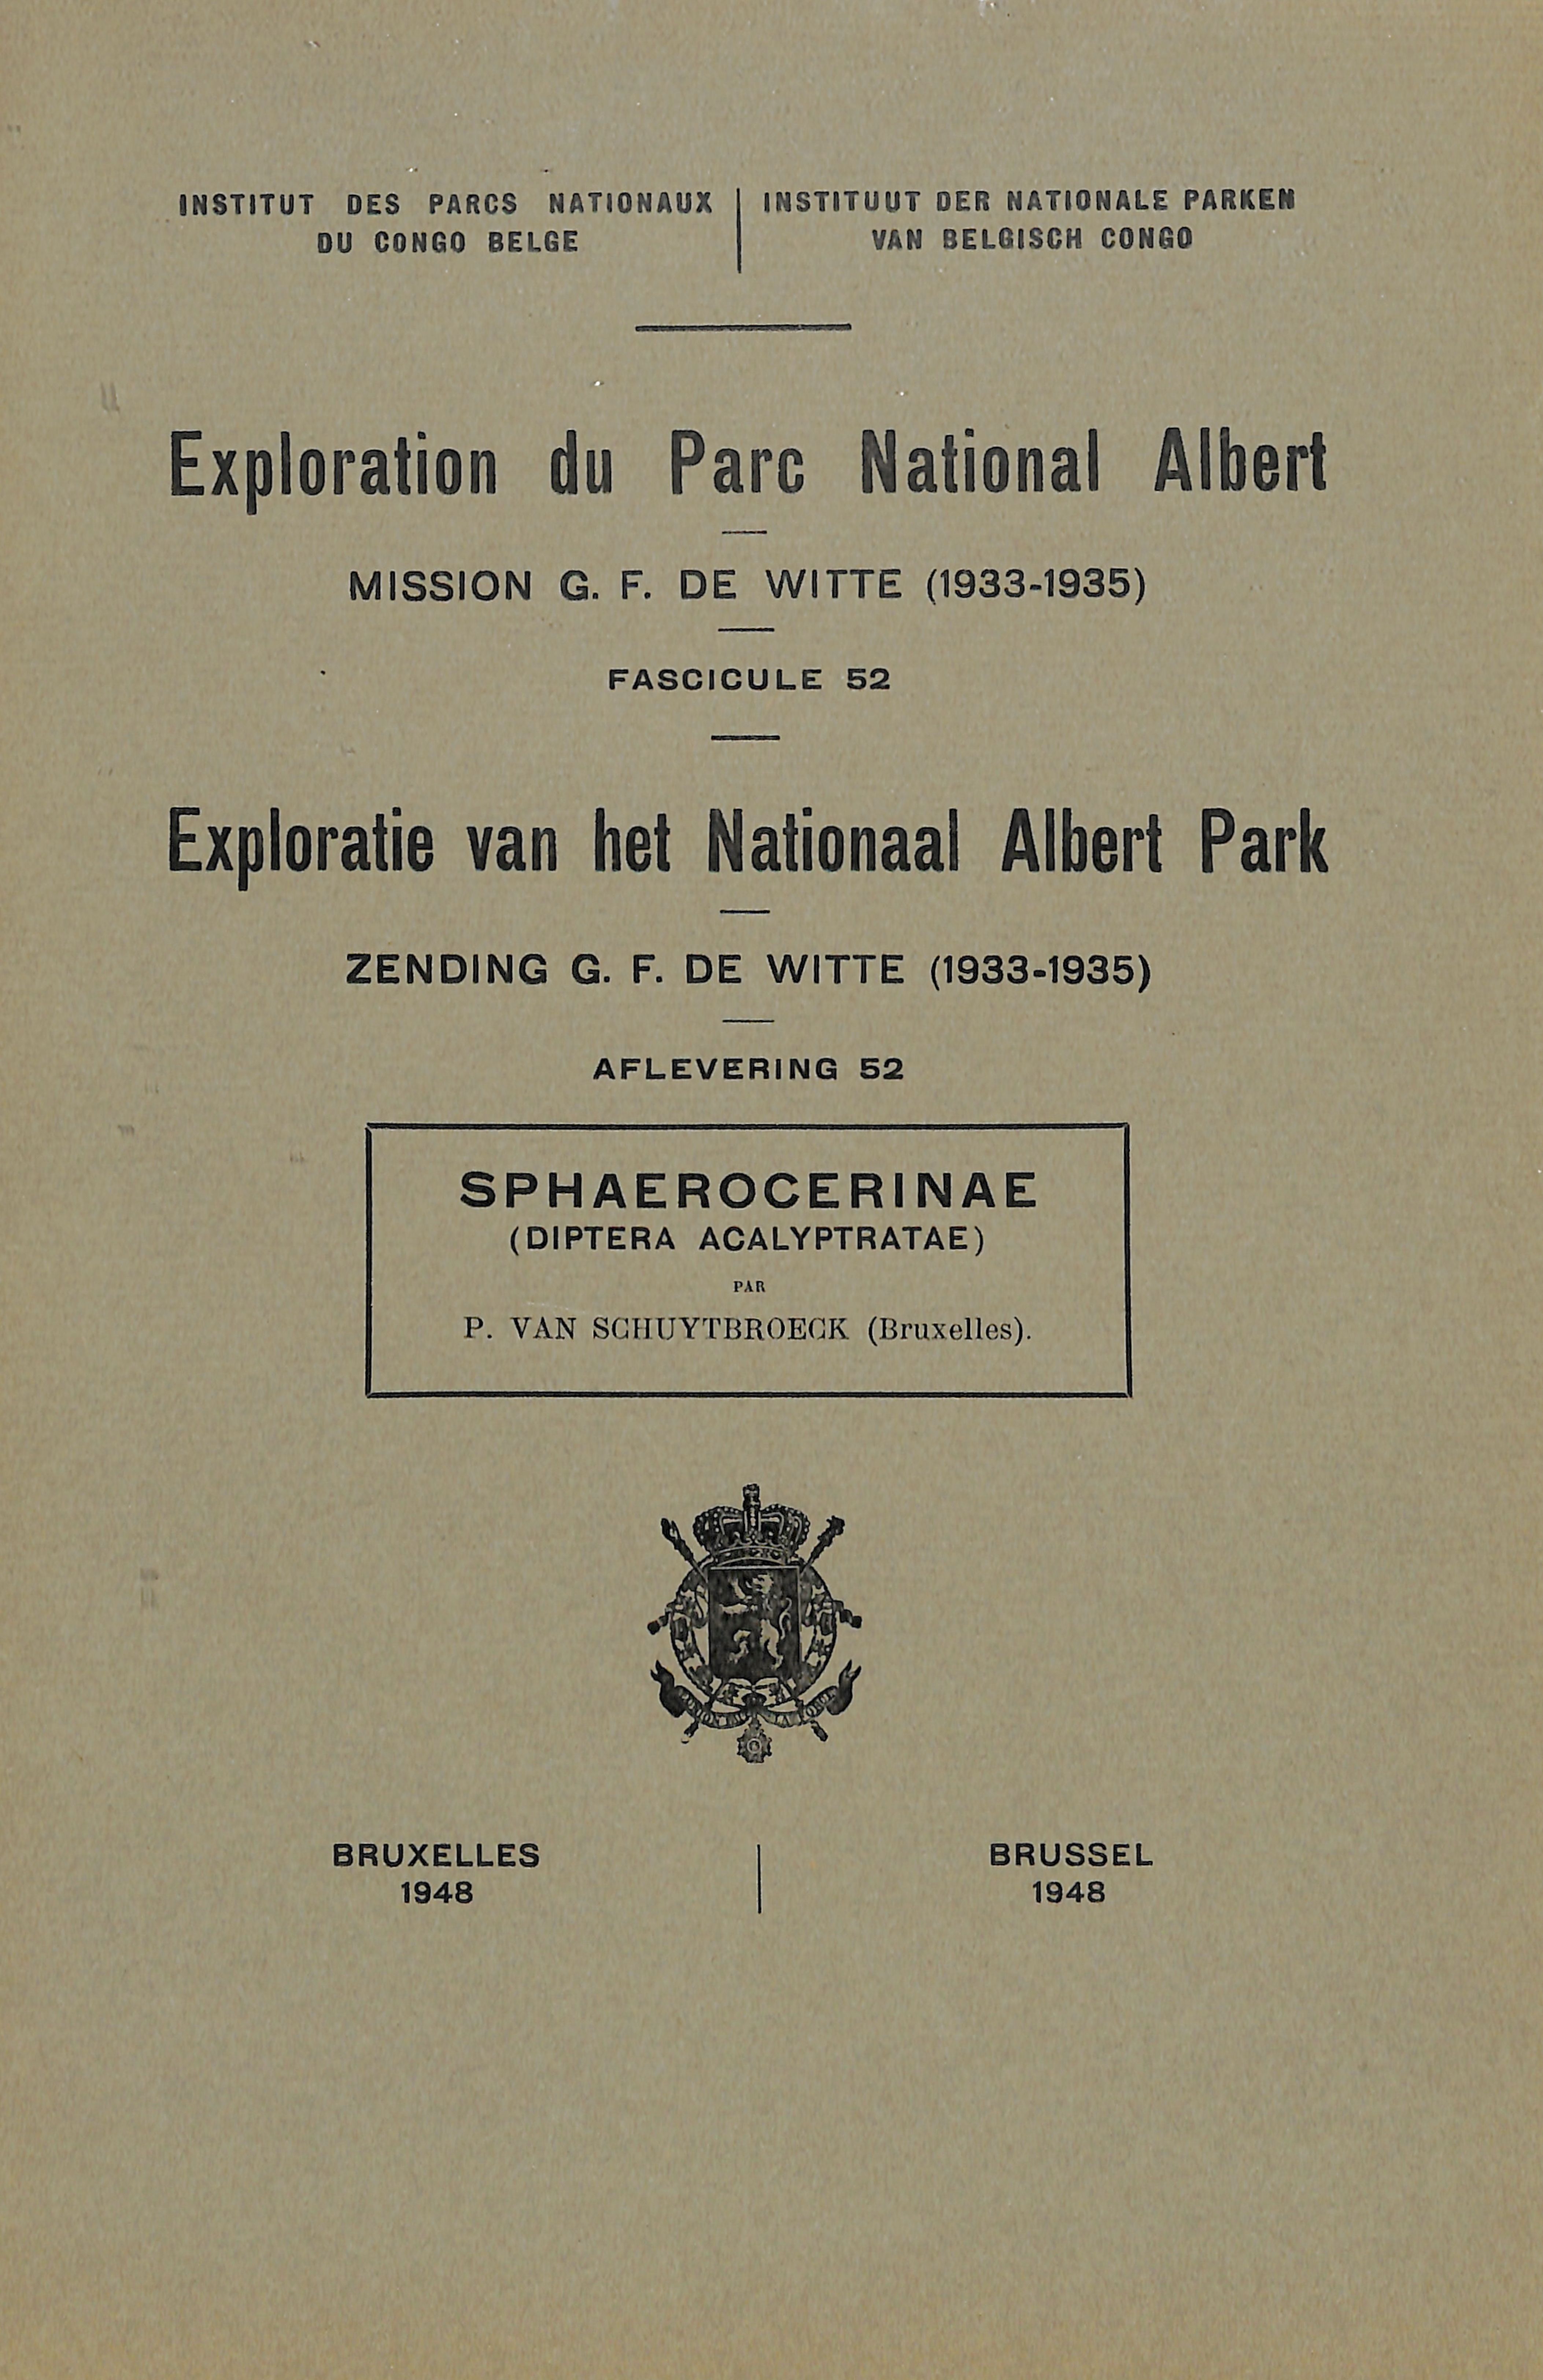 INSTITUT DES PARCS NATIONAUX
DU CONGO BELGE
INSTITUUT DER NATIONALE PARKEN
VAN BELGISCH CONGO
Exploration du Parc National Albert
MISSION G. F. DE WITTE (1933-1935)
FASCICULE 52
Exploratie van het Nationaal Albert Park
ZENDING G. F. DE WITTE (1933-1935)
AFLEVERING 52
SPHAEROCERINAE
(DIPTERA ACALYPTRATAE)
PAR
P. VAN SCHUYTBROECK (Bruxelles).
BRUXELLES
1948
BRUSSEL
1948